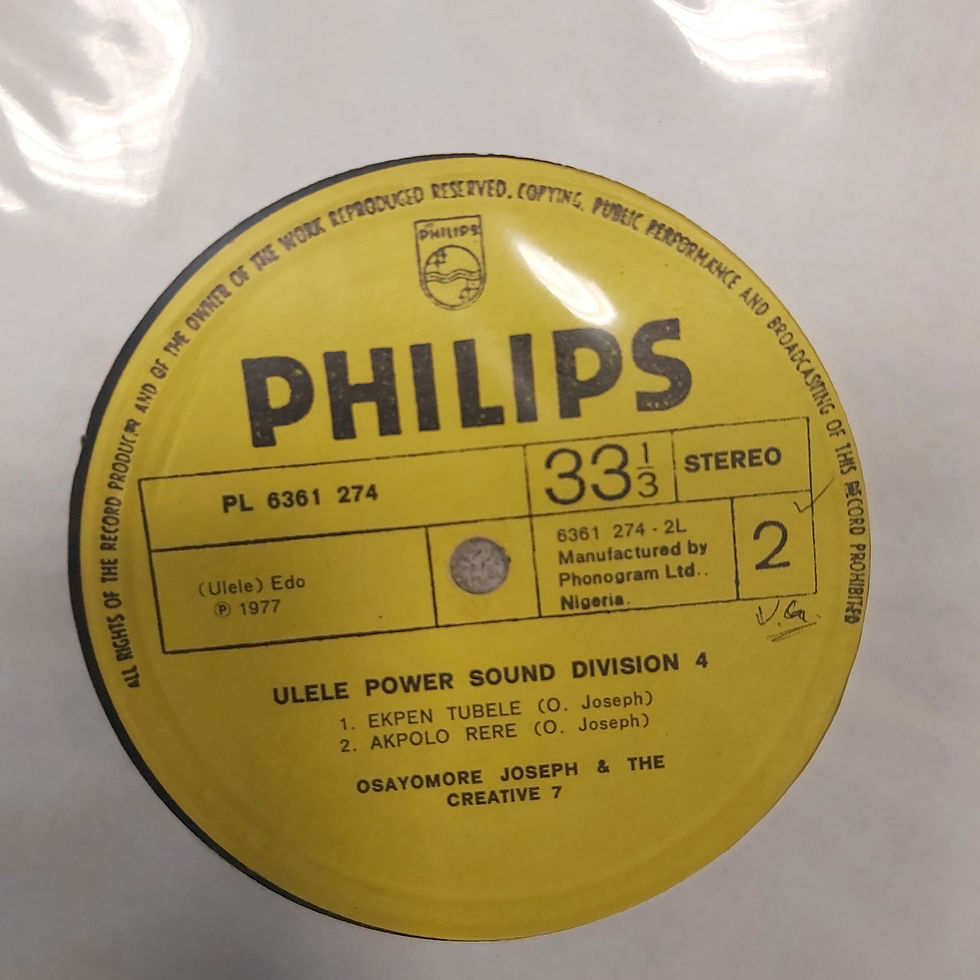 ALL RIGHTS OF THE RECORD PRODUCER AND OF THE OWNER OF THE WORK REPRODUCED RESERVED. COPYING, PUBLIC PERFORMANCE AND BROADCASTING OF THIS RECORD PROHIBITED
PHILIPS
PHILIPS
PL 6361 274
33 1/3
STEREO
(Ulele) Edo
℗ 1977
6361 274 - 2L
Manufactured by
Phonogram Ltd..
Nigeria.
2
ULELE POWER SOUND DIVISION 4
1. EKPEN TUBELE (O. Joseph)
2. AKPOLO RERE (O. Joseph)
OSAYOMORE JOSEPH & THE
CREATIVE 7